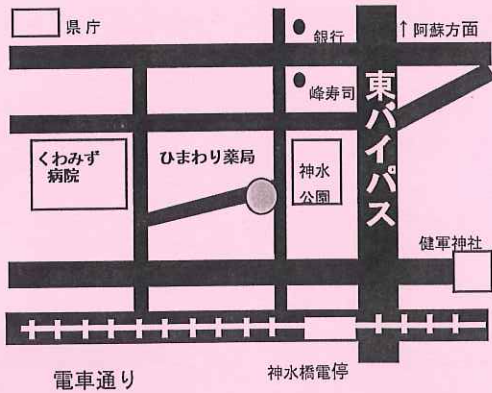 県庁
銀行
↑阿蘇方面
峰寿司
東バイパス
くわみず
病院
ひまわり薬局
神水
公園
健軍神社
電車通り
神水橋電停